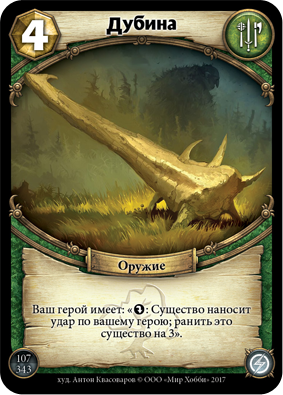 4
Дубина
Оружие
Ваш герой имеет: «: Существо наносит
удар по вашему герою; ранить это
существо на 3».
107
343
худ. Антон Квасоваров © ООО «Мир Хобби» 2017